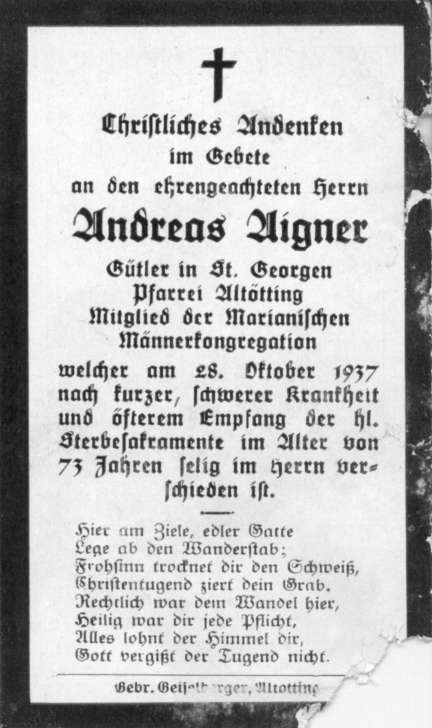 Christliches Andenken
im Gebete
an den ehrengeachteten Herrn
Andreas Aigner
Gütler in St. Georgen
Pfarrei Altötting
Mitglied der Marianischen
Männerkongregation
welcher am 28. Oktober 1937
nach kurzer, schwerer Krankheit
und öfterem Empfang der hl.
Sterbesakramente im Alter von
73 Jahren selig im Herrn ver-
schieden ist.
Hier am Ziele, edler Gatte
Lege ab den Wanderstab;
Frohsinn trocknet dir den Schweiß,
Christentugend ziert dein Grab.
Rechtlich war dem Wandel hier,
Heilig war dir jede Pflicht,
Alles lohnt der Himmel dir,
Gott vergißt der Tugend nicht.
Gebr. Altötting